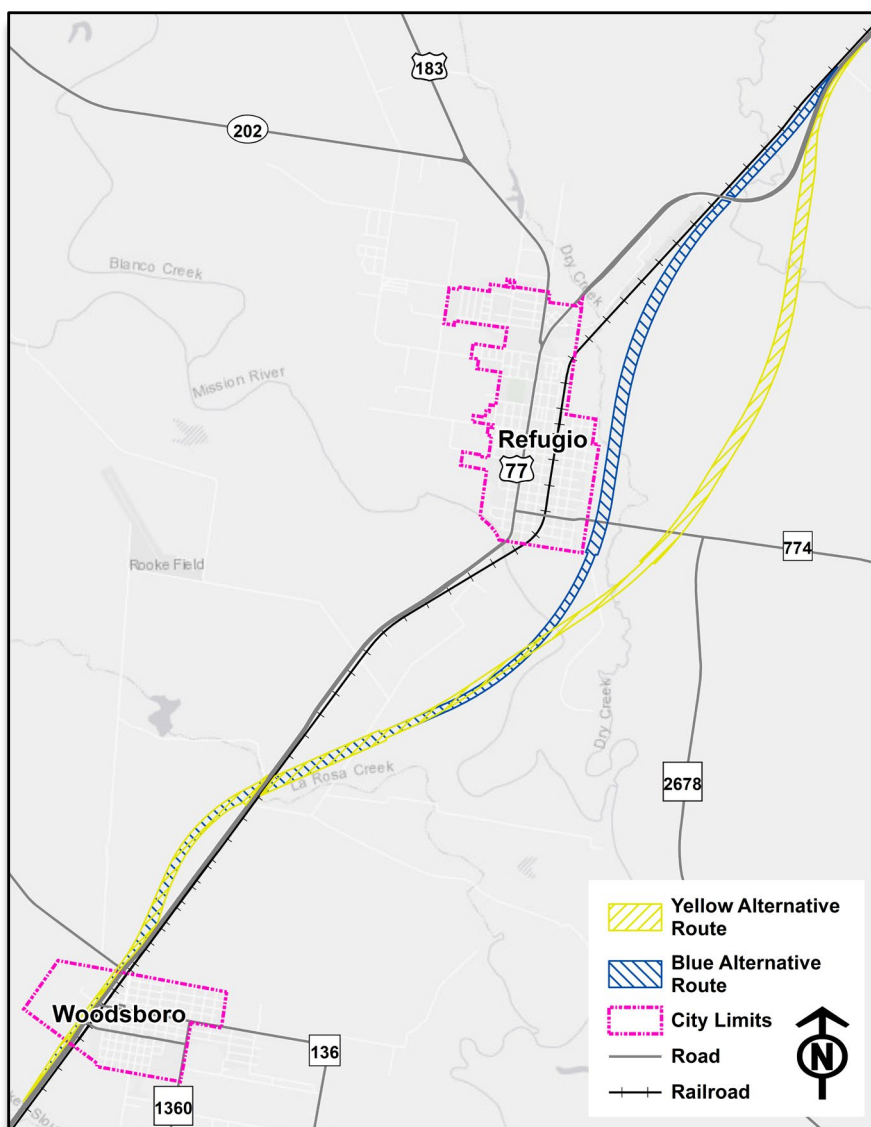 183
202
Blanco Creek
Dry Creek
Mission River
Refugio
77
774
Rooke Field
Dry Creek
La Rosa Creek
2678
Woodsboro
136
1360
Yellow Alternative
Route
Blue Alternative
Route
City Limits
Road
Railroad
N